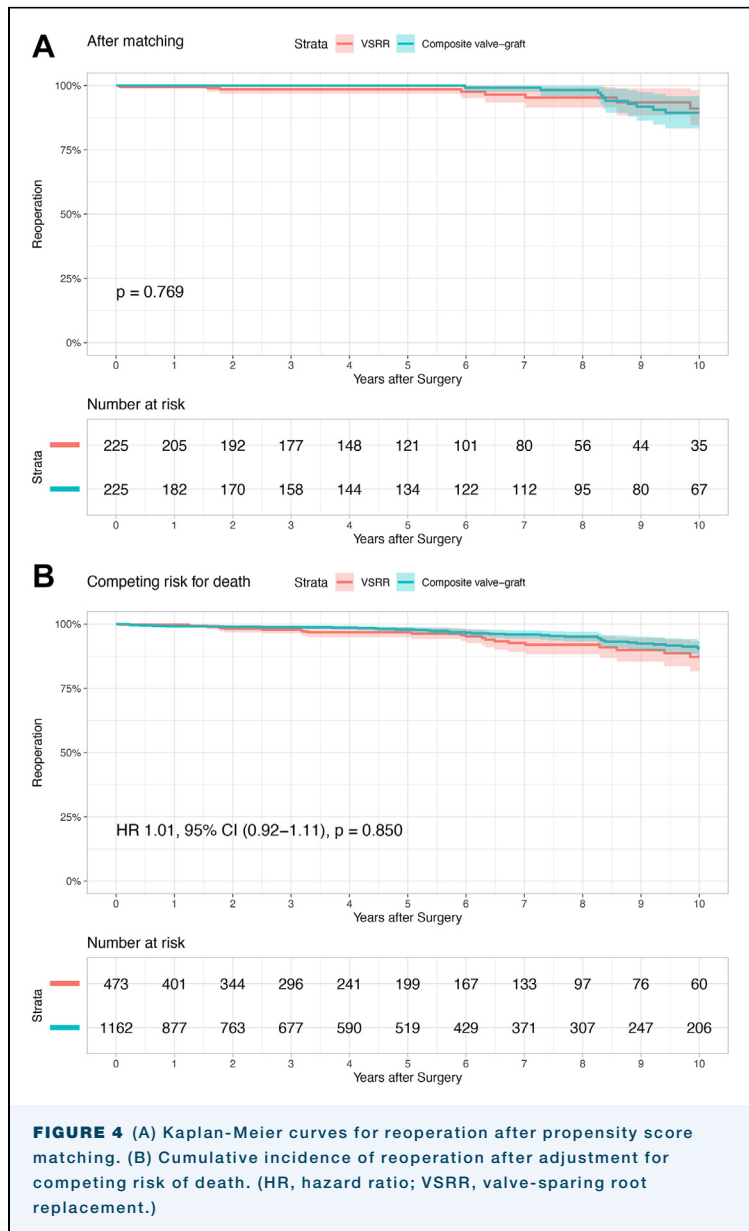 A After matching Strata VSRR Composite valve-graft
100%
75%
50%
25%
0%
Reoperation
p = 0.769
0 1 2 3 4 5 6 7 8 9 10
Years after Surgery
Number at risk
Strata
225 205 192 177 148 121 101 80 56 44 35
225 182 170 158 144 134 122 112 95 80 67
0 1 2 3 4 5 6 7 8 9 10
Years after Surgery
B Competing risk for death Strata VSRR Composite valve-graft
100%
75%
50%
25%
0%
Reoperation
HR 1.01, 95% CI (0.92–1.11), p = 0.850
0 1 2 3 4 5 6 7 8 9 10
Years after Surgery
Number at risk
Strata
473 401 344 296 241 199 167 133 97 76 60
1162 877 763 677 590 519 429 371 307 247 206
0 1 2 3 4 5 6 7 8 9 10
Years after Surgery
FIGURE 4 (A) Kaplan-Meier curves for reoperation after propensity score
matching. (B) Cumulative incidence of reoperation after adjustment for
competing risk of death. (HR, hazard ratio; VSRR, valve-sparing root
replacement.)